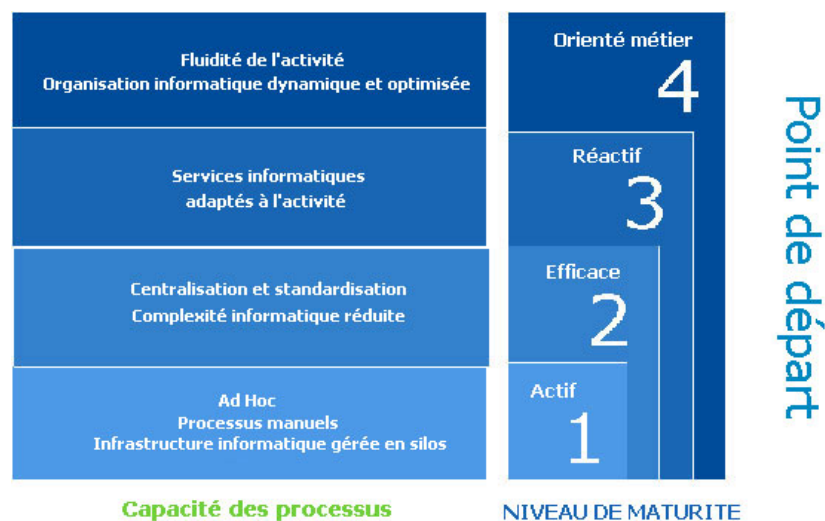 Fluidité de l'activité
Organisation informatique dynamique et optimisée
Orienté métier
4
Services informatiques
adaptés à l'activité
Réactif
3
Centralisation et standardisation
Complexité informatique réduite
Efficace
2
Ad Hoc
Processus manuels
Infrastructure informatique gérée en silos
Actif
1
Capacité des processus
NIVEAU DE MATURITE
Point de départ